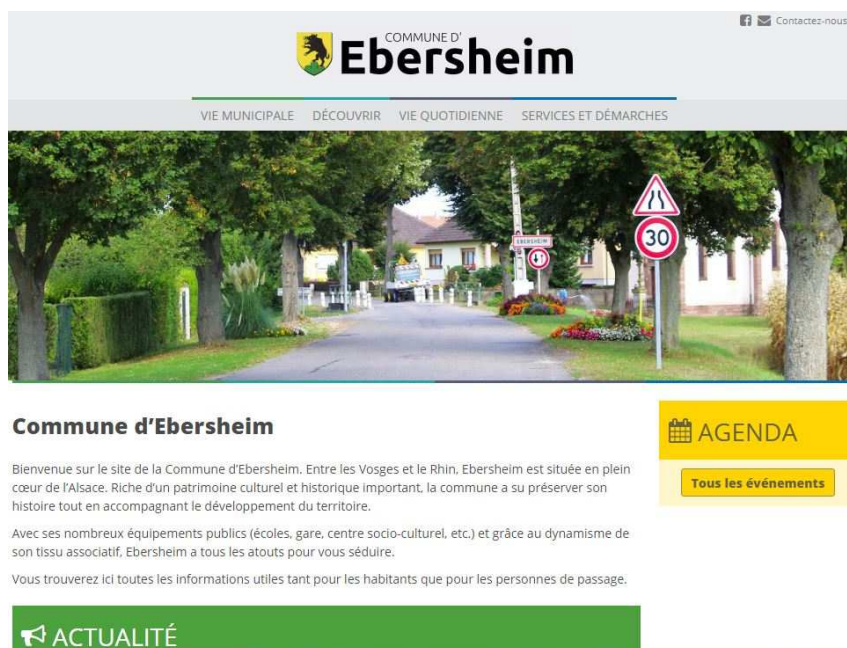 Contactez-nous
COMMUNE D'
Ebersheim
VIE MUNICIPALE DÉCOUVRIR VIE QUOTIDIENNE SERVICES ET DÉMARCHES
EBERSHEIM
30
Commune d’Ebersheim
Bienvenue sur le site de la Commune d’Ebersheim. Entre les Vosges et le Rhin, Ebersheim est située en plein
cœur de l’Alsace. Riche d’un patrimoine culturel et historique important, la commune a su préserver son
histoire tout en accompagnant le développement du territoire.
Avec ses nombreux équipements publics (écoles, gare, centre socio-culturel, etc.) et grâce au dynamisme de
son tissu associatif, Ebersheim a tous les atouts pour vous séduire.
Vous trouverez ici toutes les informations utiles tant pour les habitants que pour les personnes de passage.
AGENDA
Tous les événements
ACTUALITÉ